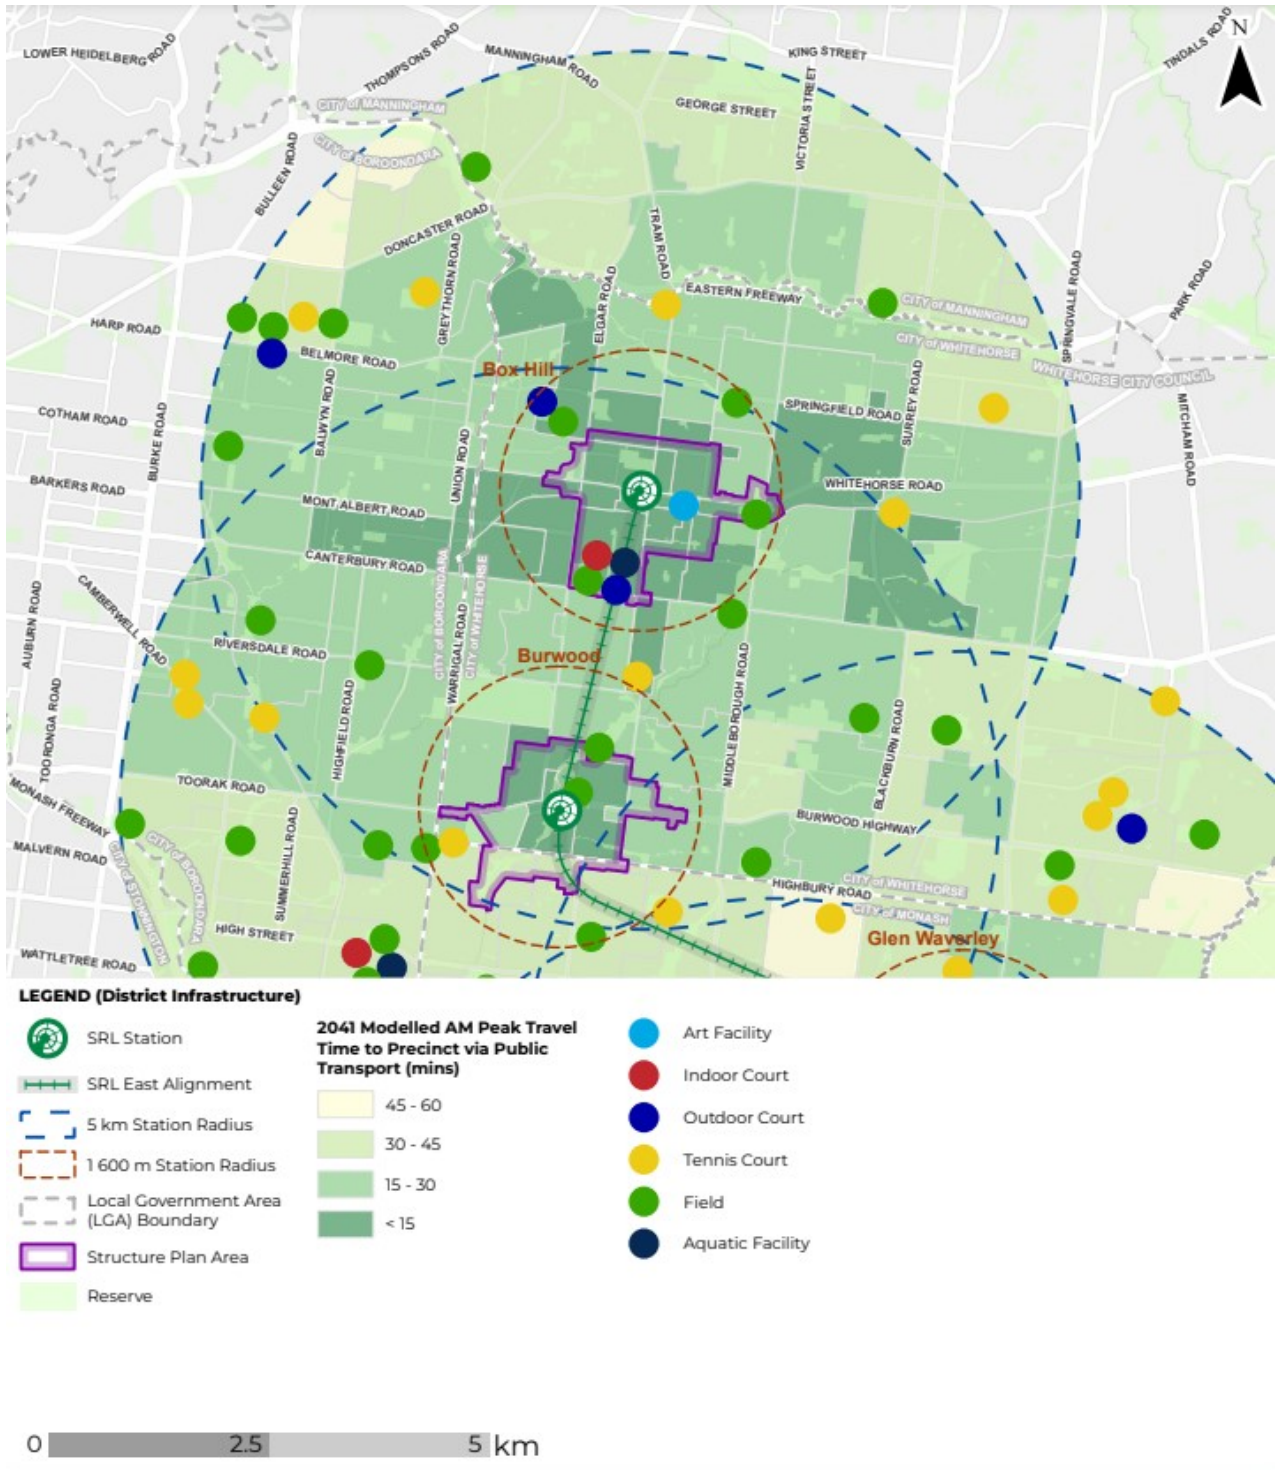 N
LOWER HEIDELBERG ROAD
THOMPSONS ROAD
MANNINGHAM ROAD
KING STREET
TINDALS ROAD
CITY of MANNINGHAM
GEORGE STREET
VICTORIA STREET
CITY of BOROONDARA
BULLEEN ROAD
DONCASTER ROAD
TRAM ROAD
GREYTHORN ROAD
ELGAR ROAD
EASTERN FREEWAY
CITY of MANNINGHAM
SPRINGVALE ROAD
PARK ROAD
HARP ROAD
BELMORE ROAD
CITY of WHITEHORSE
WHITEHORSE CITY COUNCIL
Box Hill
BALWYN ROAD
SURREY ROAD
COTHAM ROAD
BURKE ROAD
SPRINGFIELD ROAD
MITCHAM ROAD
UNION ROAD
BARKERS ROAD
WHITEHORSE ROAD
MONT ALBERT ROAD
CANTERBURY ROAD
CITY of BOROONDARA
CITY of WHITEHORSE
AUBURN ROAD
CAMBERWELL ROAD
RIVERSDALE ROAD
WARRIGAL ROAD
Burwood
MIDDLEBOROUGH ROAD
TOORONGA ROAD
HIGHFIELD ROAD
BLACKBURN ROAD
TOORAK ROAD
MONASH FREEWAY
SUMMERHILL ROAD
BURWOOD HIGHWAY
MALVERN ROAD
CITY of BOROONDARA
CITY of STONNINGTON
HIGHBURY ROAD
CITY of WHITEHORSE
CITY of MONASH
HIGH STREET
Glen Waverley
WATTLETREE ROAD
LEGEND (District Infrastructure)
SRL Station
SRL East Alignment
5 km Station Radius
1 600 m Station Radius
Local Government Area
(LGA) Boundary
Structure Plan Area
Reserve
2041 Modelled AM Peak Travel
Time to Precinct via Public
Transport (mins)
45 - 60
30 - 45
15 - 30
< 15
Art Facility
Indoor Court
Outdoor Court
Tennis Court
Field
Aquatic Facility
0 2.5 5 km